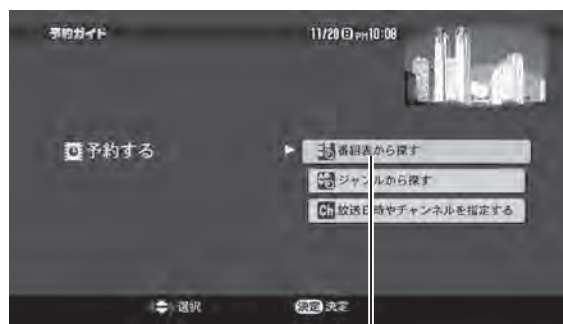 予約ガイド
11/20 日 PM10:08
予約する
番組表から探す
ジャンルから探す
Ch 放送日時やチャンネルを指定する
選択
決定 決定